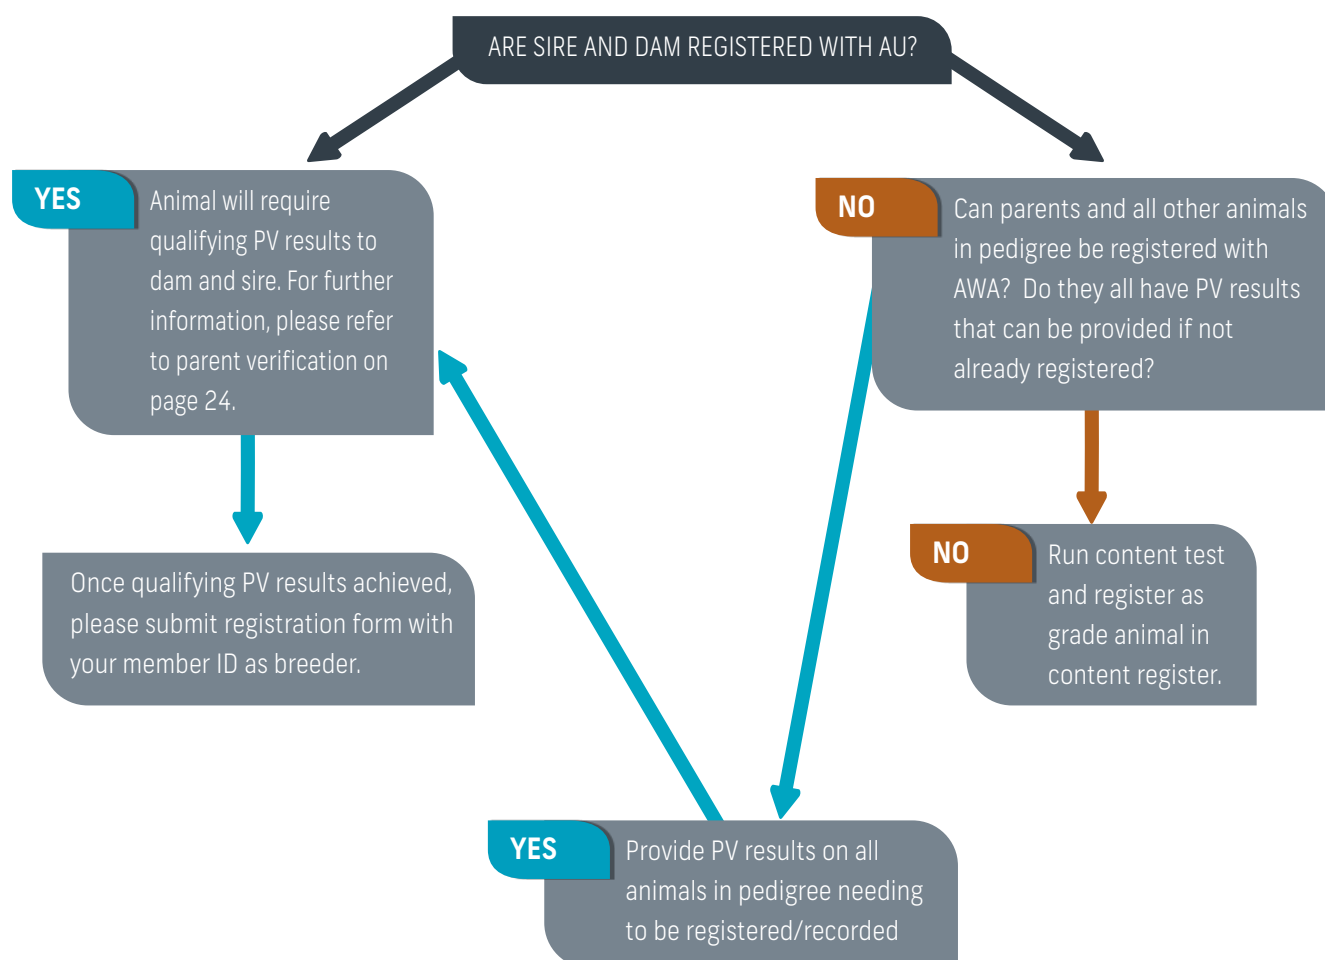 ARE SIRE AND DAM REGISTERED WITH AU?
YES
Animal will require
qualifying PV results to
dam and sire. For further
information, please refer
to parent verification on
page 24.
NO
Can parents and all other animals
in pedigree be registered with
AWA? Do they all have PV results
that can be provided if not
already registered?
Once qualifying PV results achieved,
please submit registration form with
your member ID as breeder.
NO
Run content test
and register as
grade animal in
content register.
YES
Provide PV results on all
animals in pedigree needing
to be registered/recorded